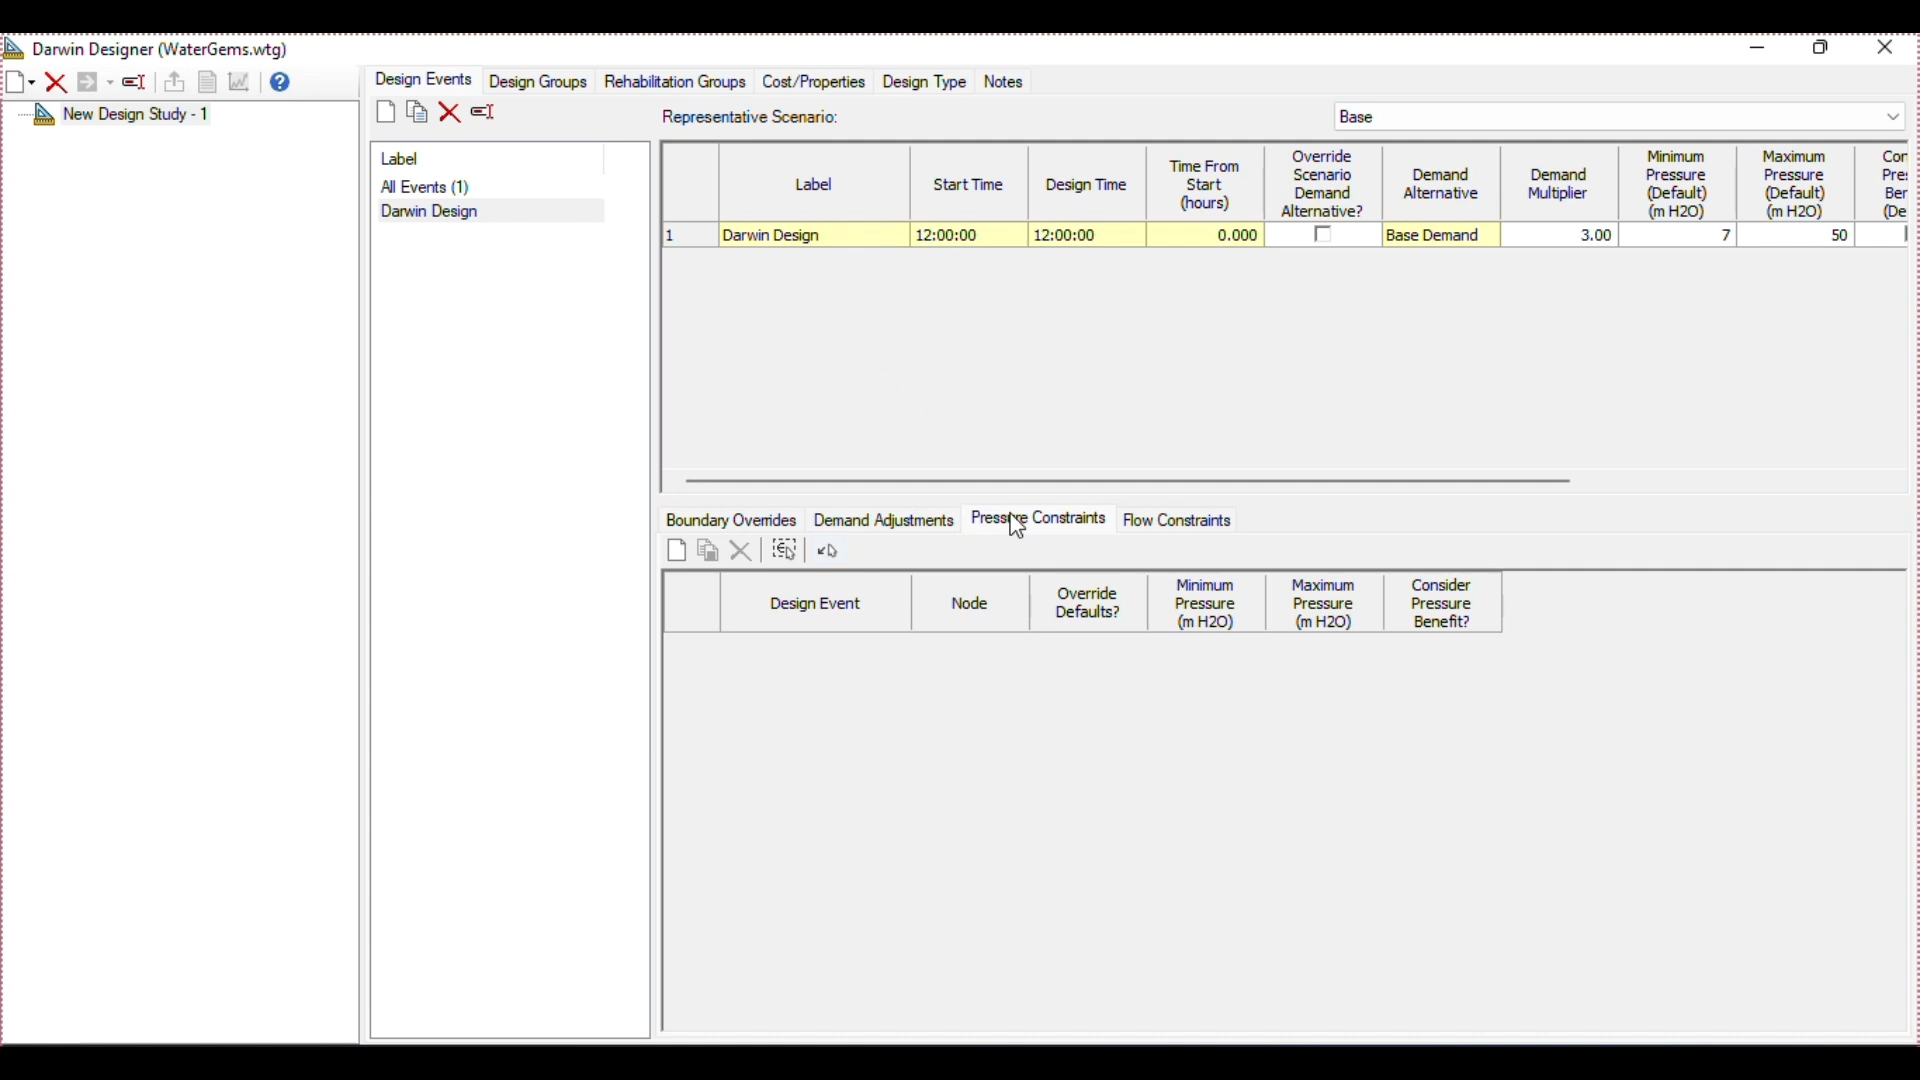 Darwin Designer (WaterGems.wtg)
New Design Study - 1
Design Events Design Groups Rehabilitation Groups Cost/Properties Design Type Notes
Representative Scenario: Base
Label
All Events (1)
Darwin Design
Label Start Time Design Time Time From Start (hours) Override Scenario Demand Alternative? Demand Alternative Demand Multiplier Minimum Pressure (Default) (m H2O) Maximum Pressure (Default) (m H2O)
1 Darwin Design 12:00:00 12:00:00 0.000 Base Demand 3.00 7 50
Boundary Overrides Demand Adjustments Pressure Constraints Flow Constraints
Design Event Node Override Defaults? Minimum Pressure (m H2O) Maximum Pressure (m H2O) Consider Pressure Benefit?